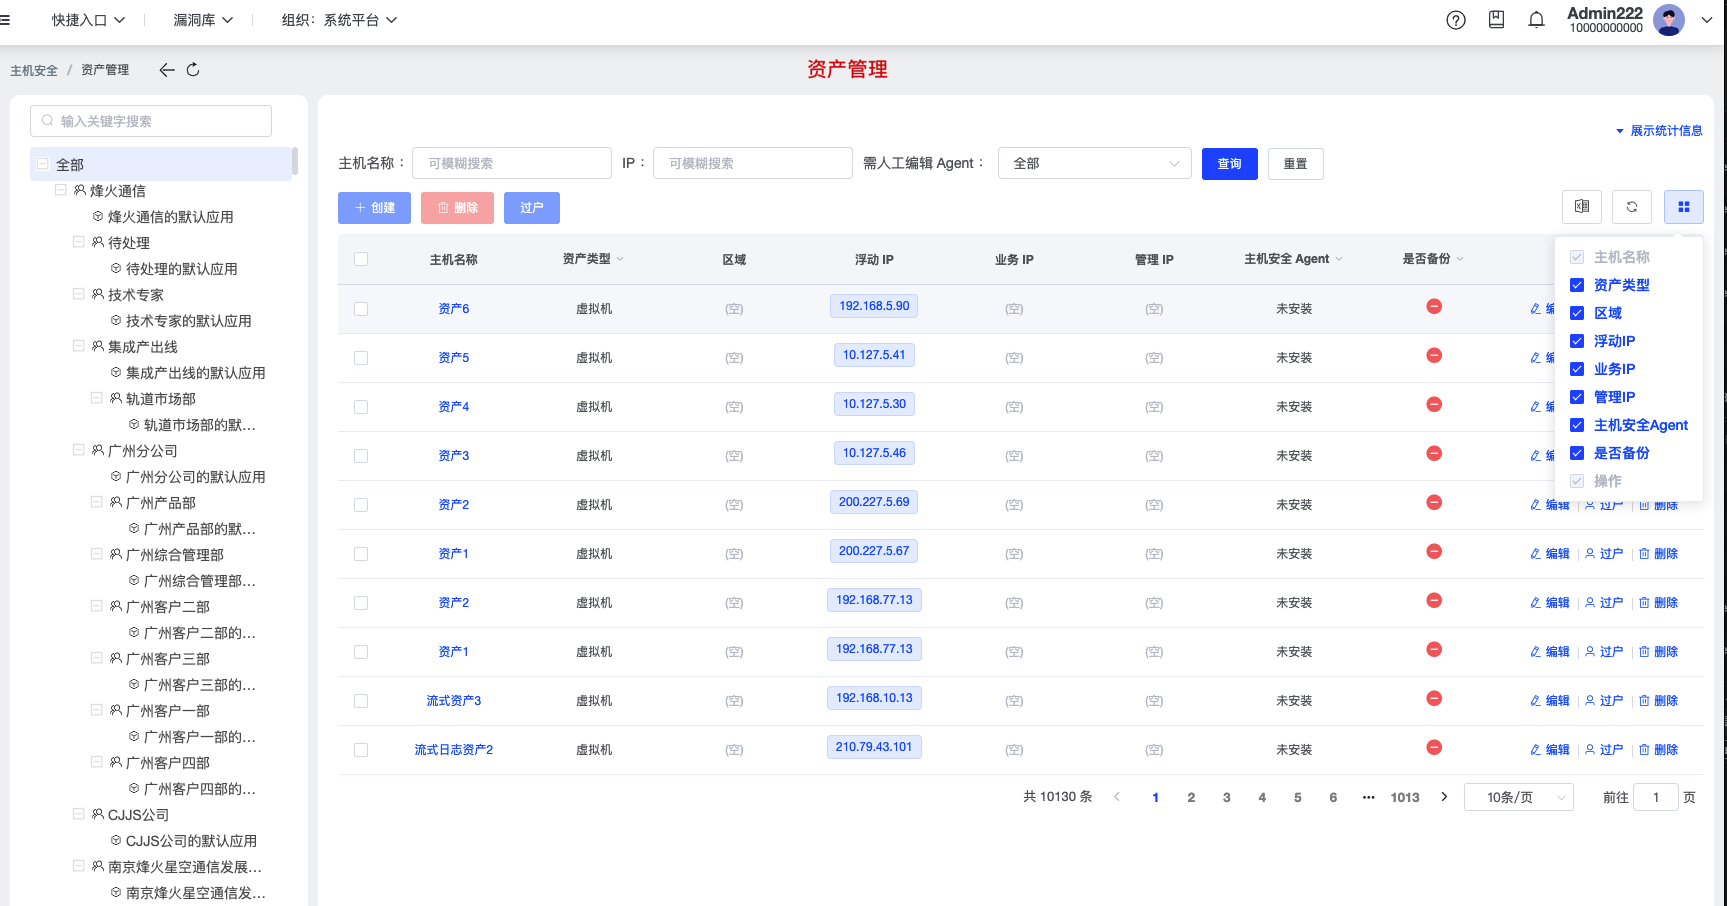 快捷入口 漏洞库 组织：系统平台 Admin222
10000000000
主机安全 / 资产管理 资产管理
输入关键字搜索
全部
烽火通信
烽火通信的默认应用
待处理
待处理的默认应用
技术专家
技术专家的默认应用
集成产出线
集成产出线的默认应用
轨道市场部
轨道市场部的默…
广州分公司
广州分公司的默认应用
广州产品部
广州产品部的默…
广州综合管理部
广州综合管理部…
广州客户二部
广州客户二部的…
广州客户三部
广州客户三部的…
广州客户一部
广州客户一部的…
广州客户四部
广州客户四部的…
CJJS公司
CJJS公司的默认应用
南京烽火星空通信发展…
南京烽火星空通信发…
展示统计信息
主机名称： 可模糊搜索 IP： 可模糊搜索 需人工编辑 Agent： 全部 查询 重置
创建 删除 过户
主机名称 资产类型 区域 浮动 IP 业务 IP 管理 IP 主机安全 Agent 是否备份
资产6 虚拟机 (空) 192.168.5.90 (空) (空) 未安装
资产5 虚拟机 (空) 10.127.5.41 (空) (空) 未安装
资产4 虚拟机 (空) 10.127.5.30 (空) (空) 未安装
资产3 虚拟机 (空) 10.127.5.46 (空) (空) 未安装
资产2 虚拟机 (空) 200.227.5.69 (空) (空) 未安装 编辑 过户 删除
资产1 虚拟机 (空) 200.227.5.67 (空) (空) 未安装 编辑 过户 删除
资产2 虚拟机 (空) 192.168.77.13 (空) (空) 未安装 编辑 过户 删除
资产1 虚拟机 (空) 192.168.77.13 (空) (空) 未安装 编辑 过户 删除
流式资产3 虚拟机 (空) 192.168.10.13 (空) (空) 未安装 编辑 过户 删除
流式日志资产2 虚拟机 (空) 210.79.43.101 (空) (空) 未安装 编辑 过户 删除
主机名称
资产类型
区域
浮动IP
业务IP
管理IP
主机安全Agent
是否备份
操作
共 10130 条 1 2 3 4 5 6 ··· 1013 10条/页 前往 1 页